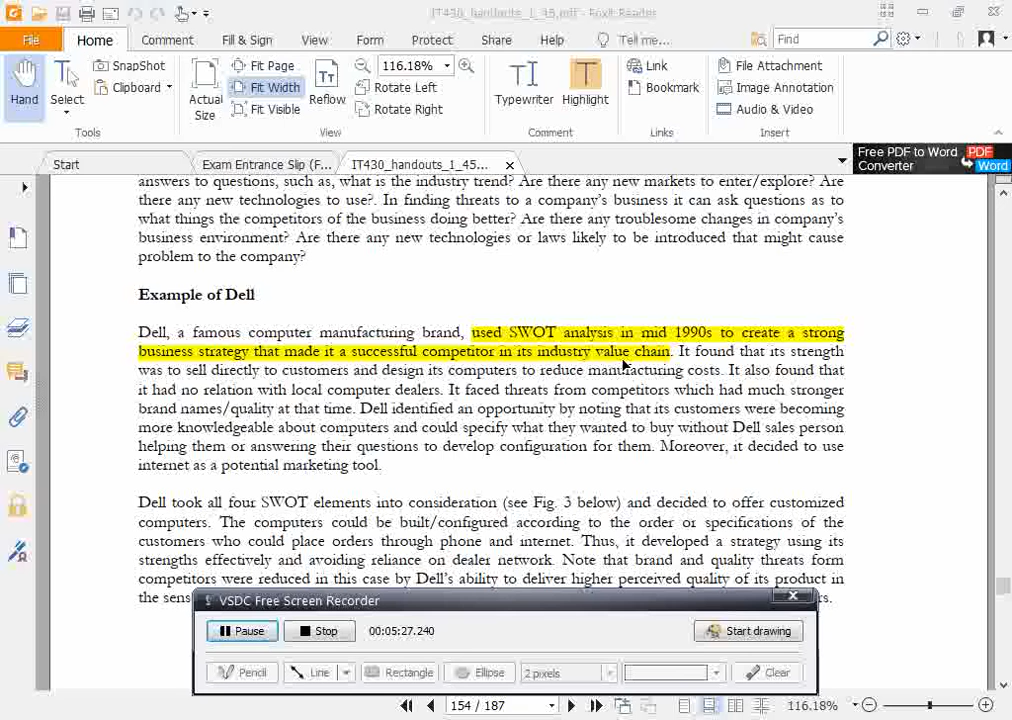 IT430_handouts_1_45.pdf - Foxit Reader
File Home Comment Fill & Sign View Form Protect Share Help Tell me... Find
Hand
Select
SnapShot
Clipboard
Tools
Actual Size
Fit Page
Fit Width
Fit Visible
Reflow
116.18%
Rotate Left
Rotate Right
View
Typewriter
Highlight
Comment
Link
Bookmark
Links
File Attachment
Image Annotation
Audio & Video
Insert
Start Exam Entrance Slip (F... IT430_handouts_1_45...
Free PDF to Word Converter
PDF
Word
answers to questions, such as, what is the industry trend? Are there any new markets to enter/explore? Are
there any new technologies to use?. In finding threats to a company's business it can ask questions as to
what things the competitors of the business doing better? Are there any troublesome changes in company's
business environment? Are there any new technologies or laws likely to be introduced that might cause
problem to the company?
Example of Dell
Dell, a famous computer manufacturing brand, used SWOT analysis in mid 1990s to create a strong
business strategy that made it a successful competitor in its industry value chain. It found that its strength
was to sell directly to customers and design its computers to reduce manufacturing costs. It also found that
it had no relation with local computer dealers. It faced threats from competitors which had much stronger
brand names/quality at that time. Dell identified an opportunity by noting that its customers were becoming
more knowledgeable about computers and could specify what they wanted to buy without Dell sales person
helping them or answering their questions to develop configuration for them. Moreover, it decided to use
internet as a potential marketing tool.
Dell took all four SWOT elements into consideration (see Fig. 3 below) and decided to offer customized
computers. The computers could be built/configured according to the order or specifications of the
customers who could place orders through phone and internet. Thus, it developed a strategy using its
strengths effectively and avoiding reliance on dealer network. Note that brand and quality threats form
competitors were reduced in this case by Dell's ability to deliver higher perceived quality of its product in
the sens
VSDC Free Screen Recorder
Pause Stop 00:05:27.240 Start drawing
Pencil Line Rectangle Ellipse 2 pixels Clear
154 / 187 116.18%